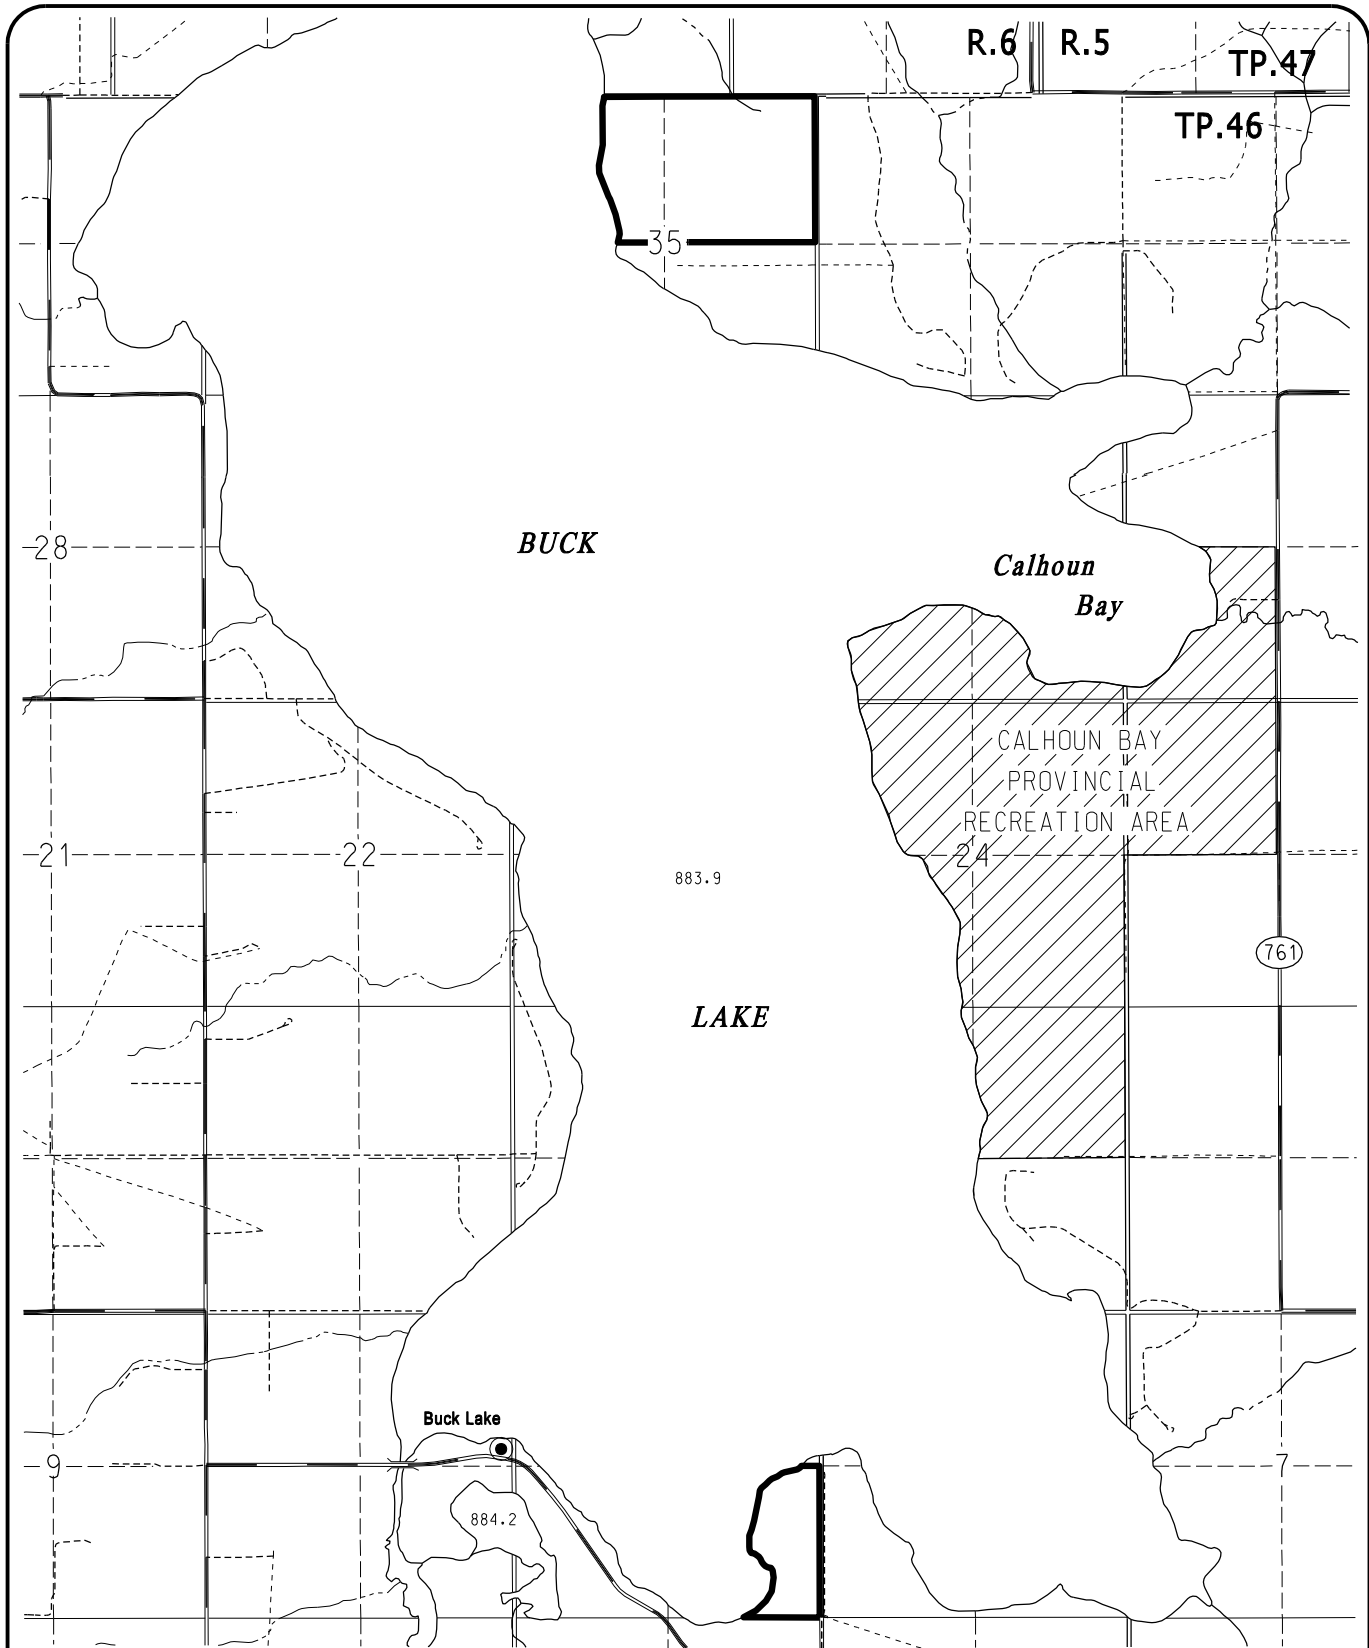 R.6 R.5
TP.47
TP.46
35
28
BUCK
Calhoun
Bay
CALHOUN BAY
PROVINCIAL
RECREATION AREA
21
22
24
883.9
761
LAKE
Buck Lake
9
7
884.2